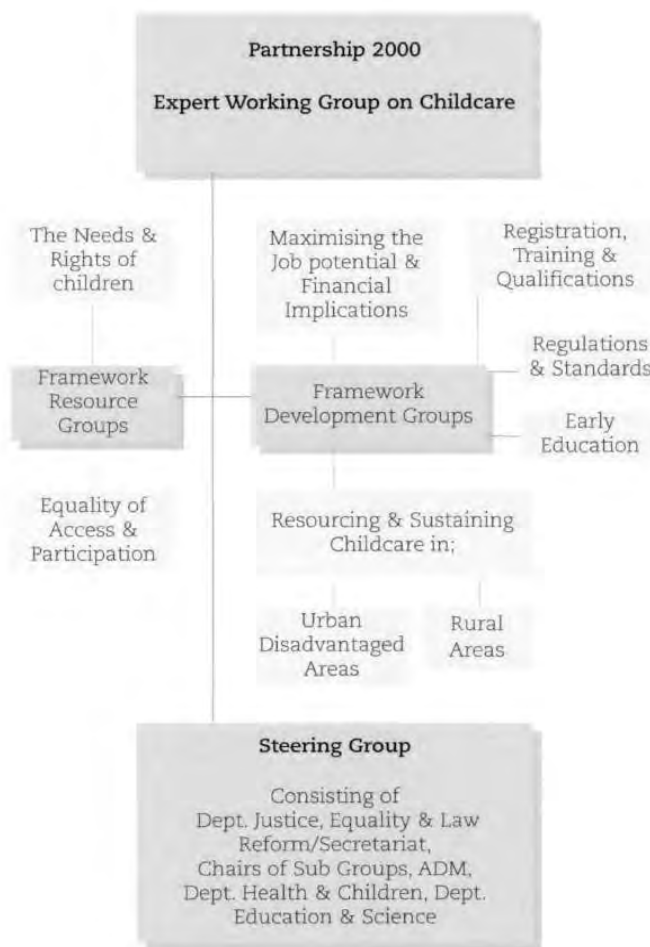 Partnership 2000
Expert Working Group on Childcare
The Needs &
Rights of
children
Maximising the
Job potential &
Financial
Implications
Registration,
Training &
Qualifications
Regulations
& Standards
Framework
Resource
Groups
Framework
Development Groups
Early
Education
Equality of
Access &
Participation
Resourcing & Sustaining
Childcare in;
Urban
Disadvantaged
Areas
Rural
Areas
Steering Group
Consisting of
Dept. Justice, Equality & Law
Reform/Secretariat,
Chairs of Sub Groups, ADM,
Dept. Health & Children, Dept.
Education & Science